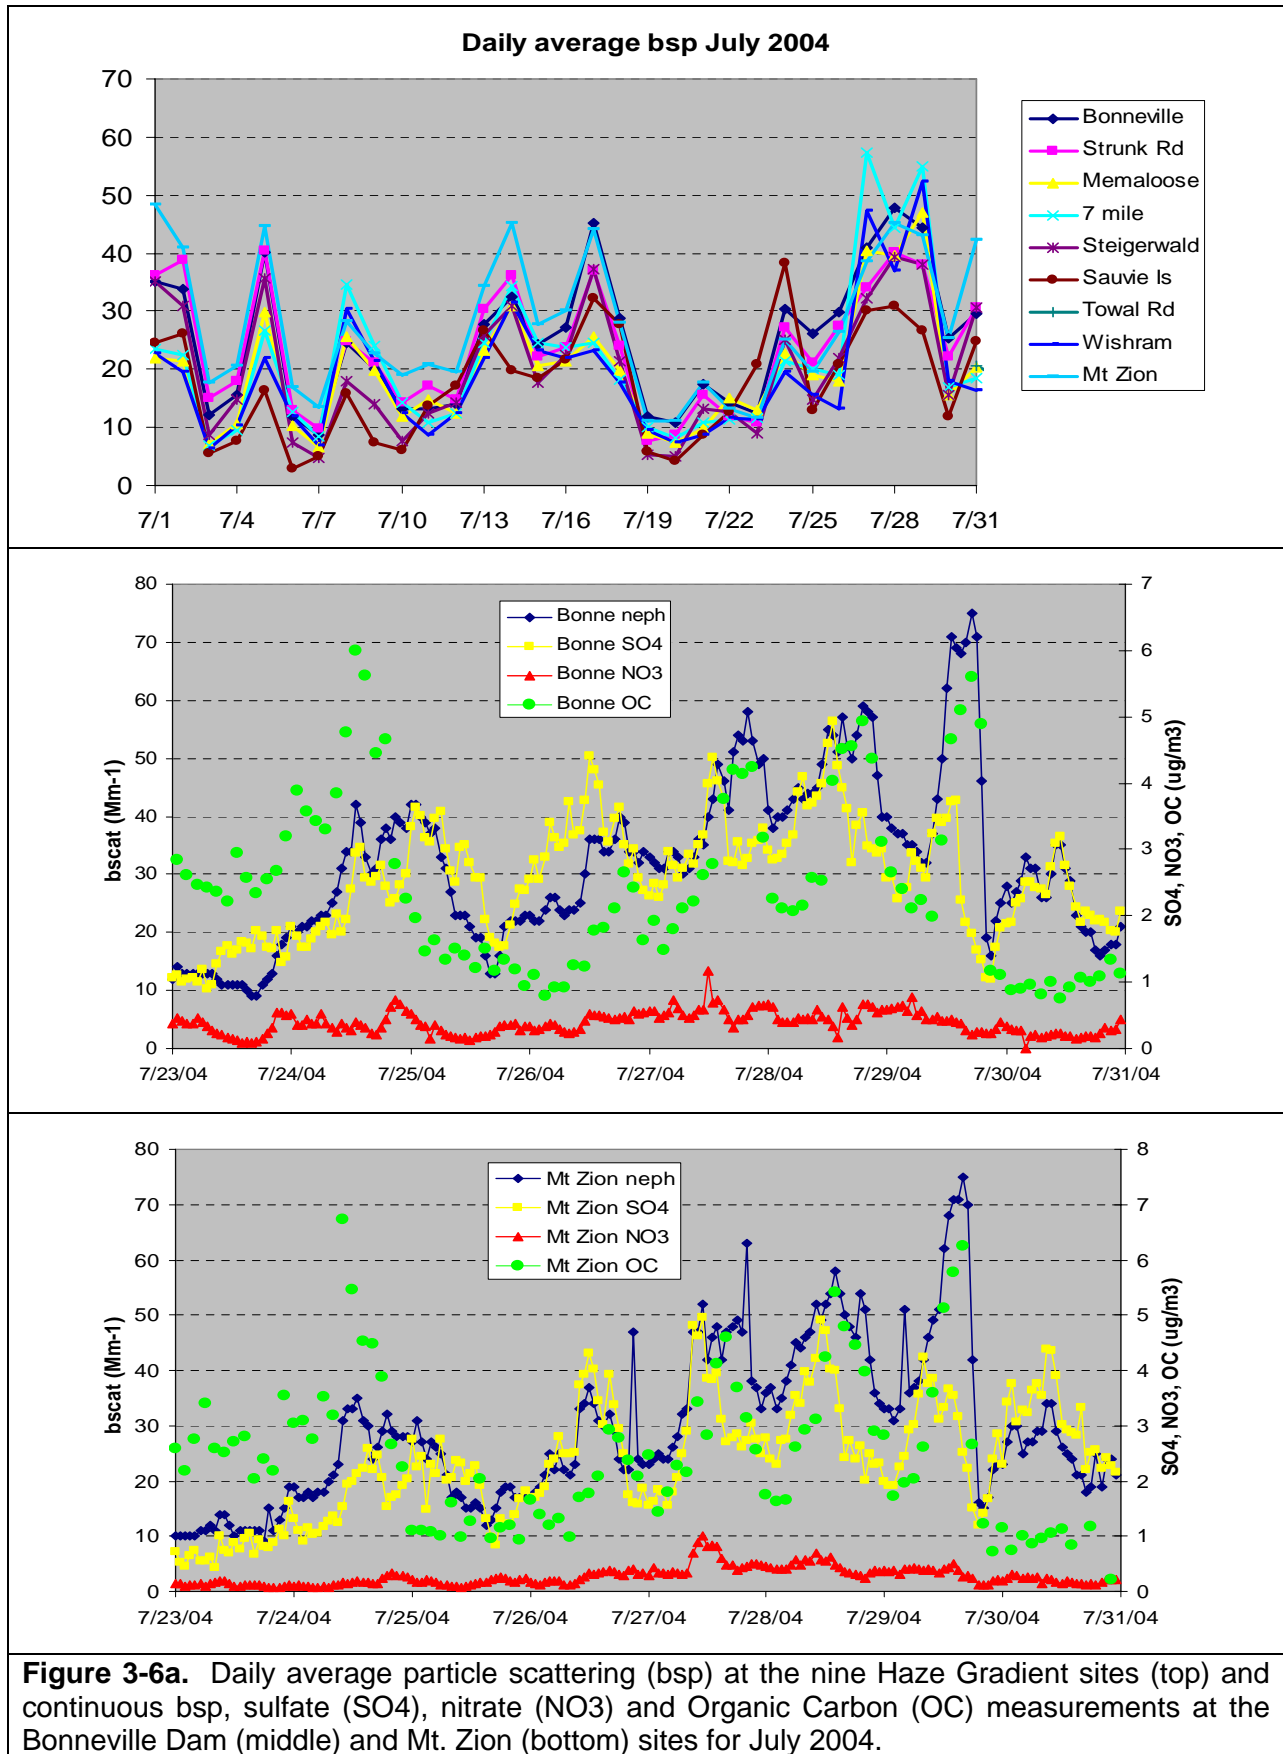 Daily average bsp July 2004
70
60
50
40
30
20
10
0
7/1 7/4 7/7 7/10 7/13 7/16 7/19 7/22 7/25 7/28 7/31
Bonneville
Strunk Rd
Memaloose
7 mile
Steigerwald
Sauvie Is
Towal Rd
Wishram
Mt Zion
80
70
60
50
40
30
20
10
0
bscat (Mm-1)
7
6
5
4
3
2
1
0
SO4, NO3, OC (ug/m3)
Bonne neph
Bonne SO4
Bonne NO3
Bonne OC
7/23/04 7/24/04 7/25/04 7/26/04 7/27/04 7/28/04 7/29/04 7/30/04 7/31/04
80
70
60
50
40
30
20
10
0
bscat (Mm-1)
8
7
6
5
4
3
2
1
0
SO4, NO3, OC (ug/m3)
Mt Zion neph
Mt Zion SO4
Mt Zion NO3
Mt Zion OC
7/23/04 7/24/04 7/25/04 7/26/04 7/27/04 7/28/04 7/29/04 7/30/04 7/31/04
Figure 3-6a. Daily average particle scattering (bsp) at the nine Haze Gradient sites (top) and
continuous bsp, sulfate (SO4), nitrate (NO3) and Organic Carbon (OC) measurements at the
Bonneville Dam (middle) and Mt. Zion (bottom) sites for July 2004.